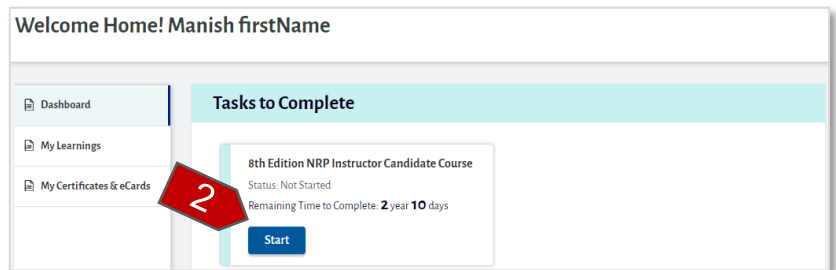 Welcome Home! Manish firstName
Dashboard
My Learnings
My Certificates & eCards
Tasks to Complete
8th Edition NRP Instructor Candidate Course
Status: Not Started
Remaining Time to Complete: 2 year 10 days
Start
2